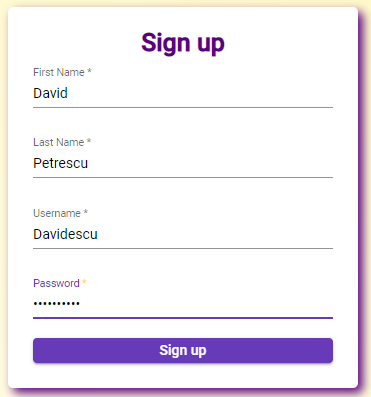 Sign up
First Name *
David
Last Name *
Petrescu
Username *
Davidescu
Password *
••••••••••
Sign up